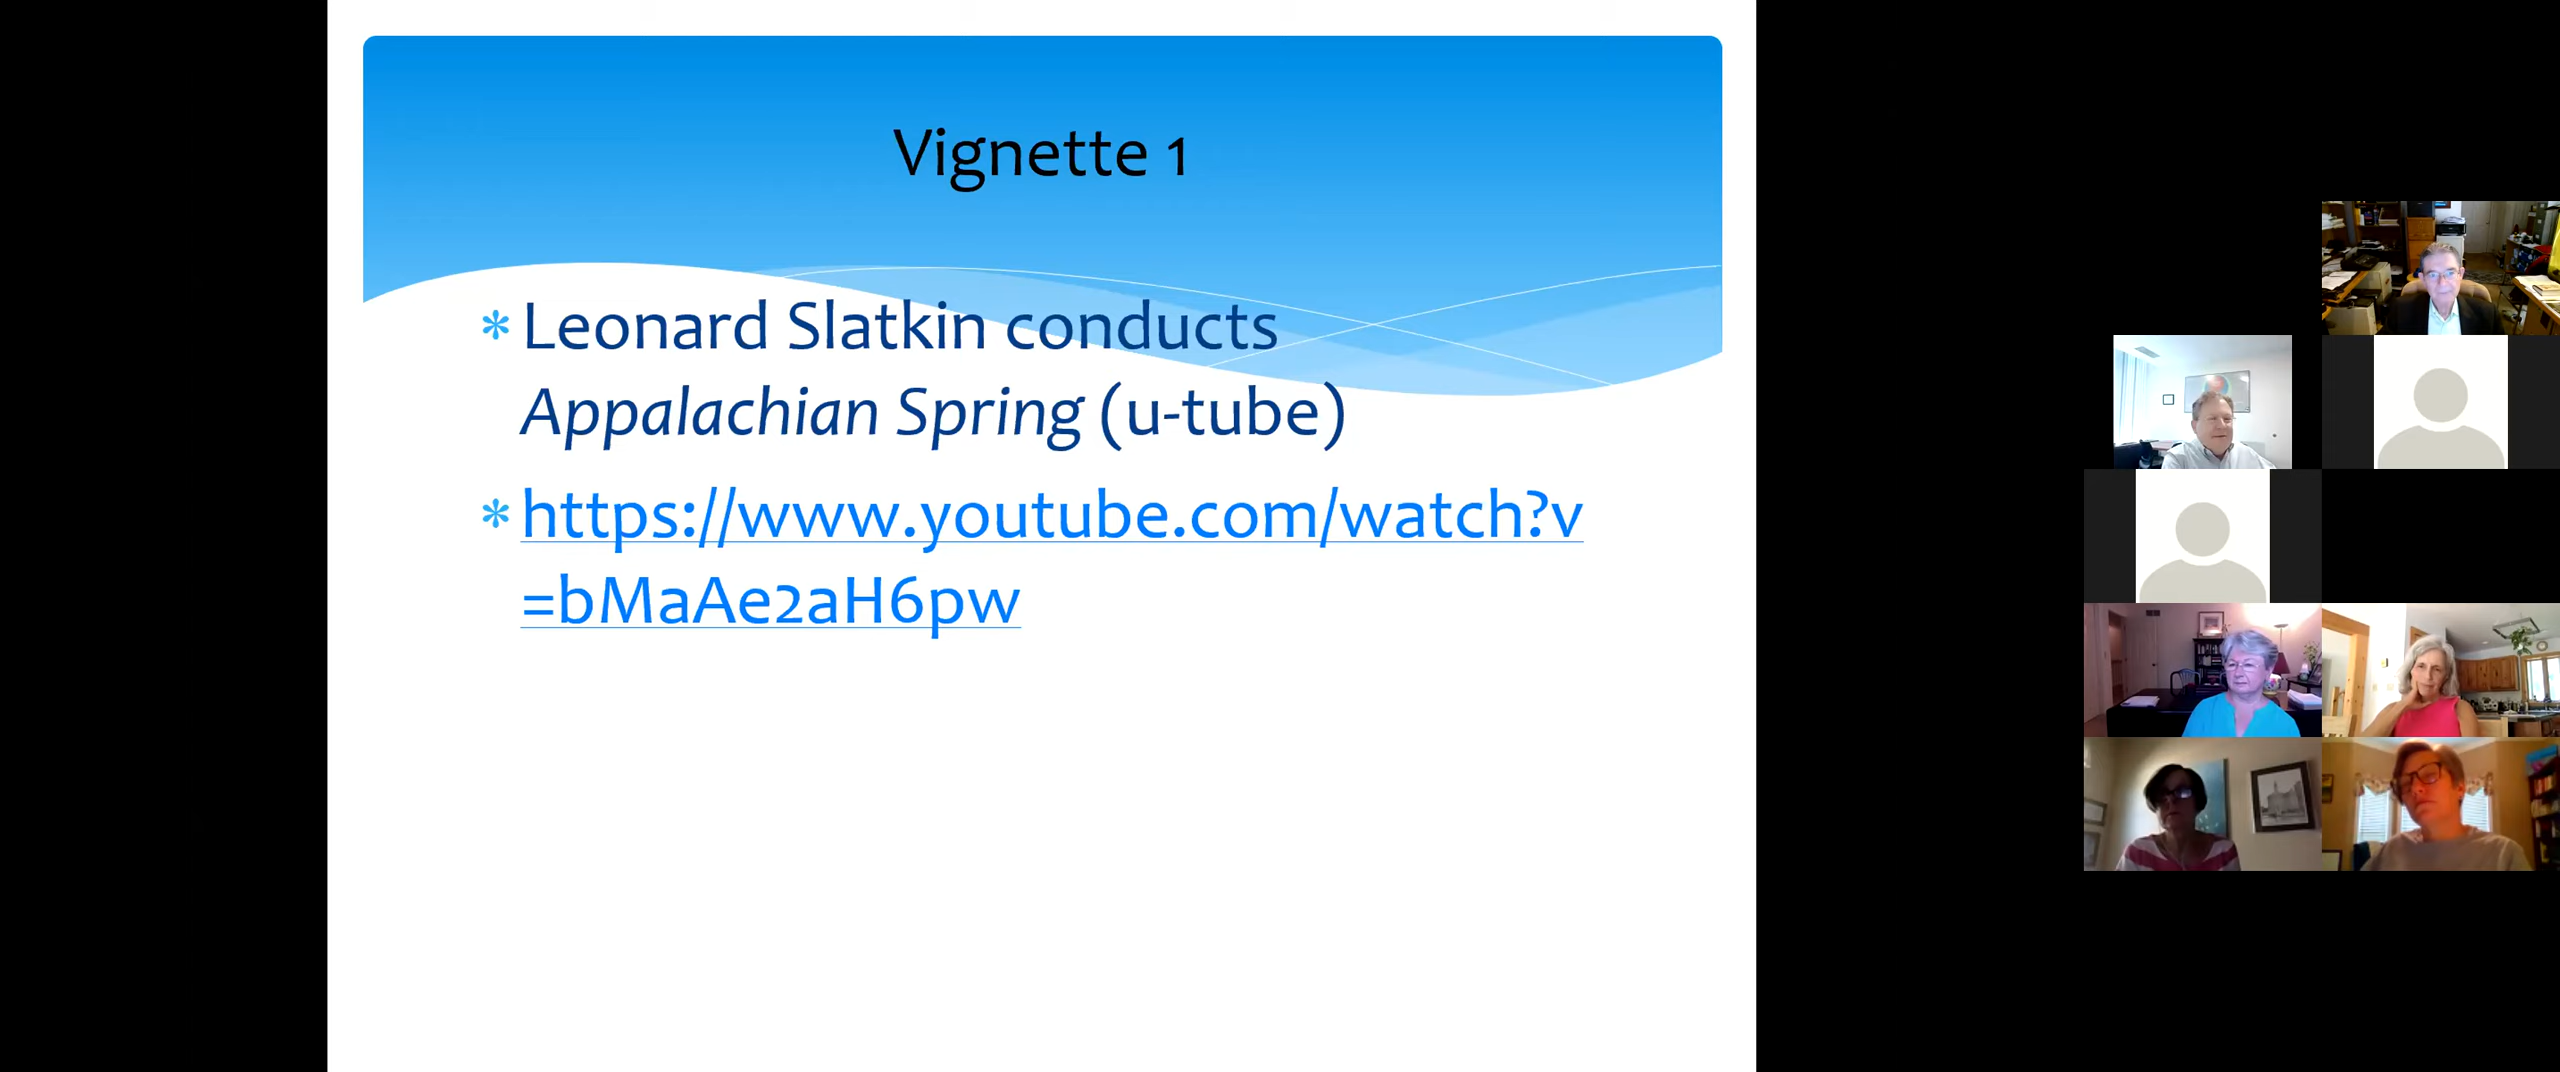 Vignette 1
* Leonard Slatkin conducts
Appalachian Spring (u-tube)
* https://www.youtube.com/watch?v
=bMaAe2aH6pw